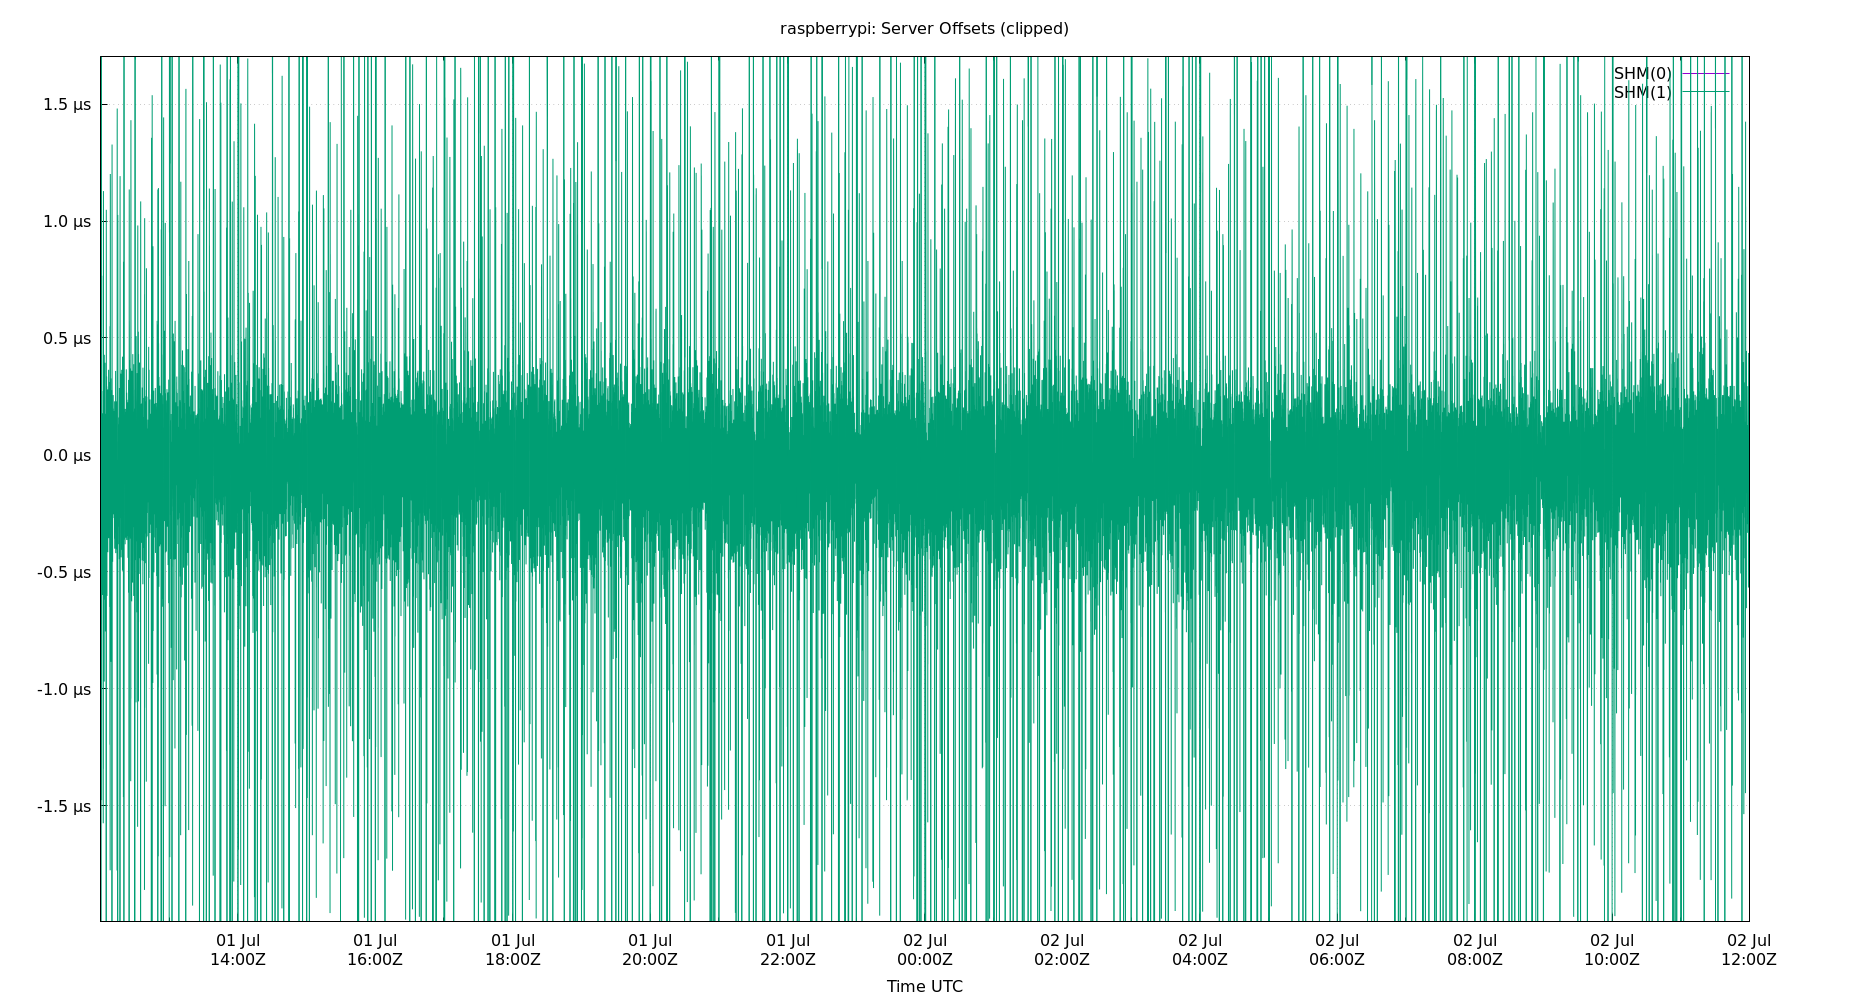 raspberrypi: Server Offsets (clipped)
SHM(0)
SHM(1)
1.5 µs
1.0 µs
0.5 µs
0.0 µs
-0.5 µs
-1.0 µs
-1.5 µs
01 Jul 01 Jul 01 Jul 01 Jul 01 Jul 02 Jul 02 Jul 02 Jul 02 Jul 02 Jul 02 Jul 02 Jul
14:00Z 16:00Z 18:00Z 20:00Z 22:00Z 00:00Z 02:00Z 04:00Z 06:00Z 08:00Z 10:00Z 12:00Z
Time UTC